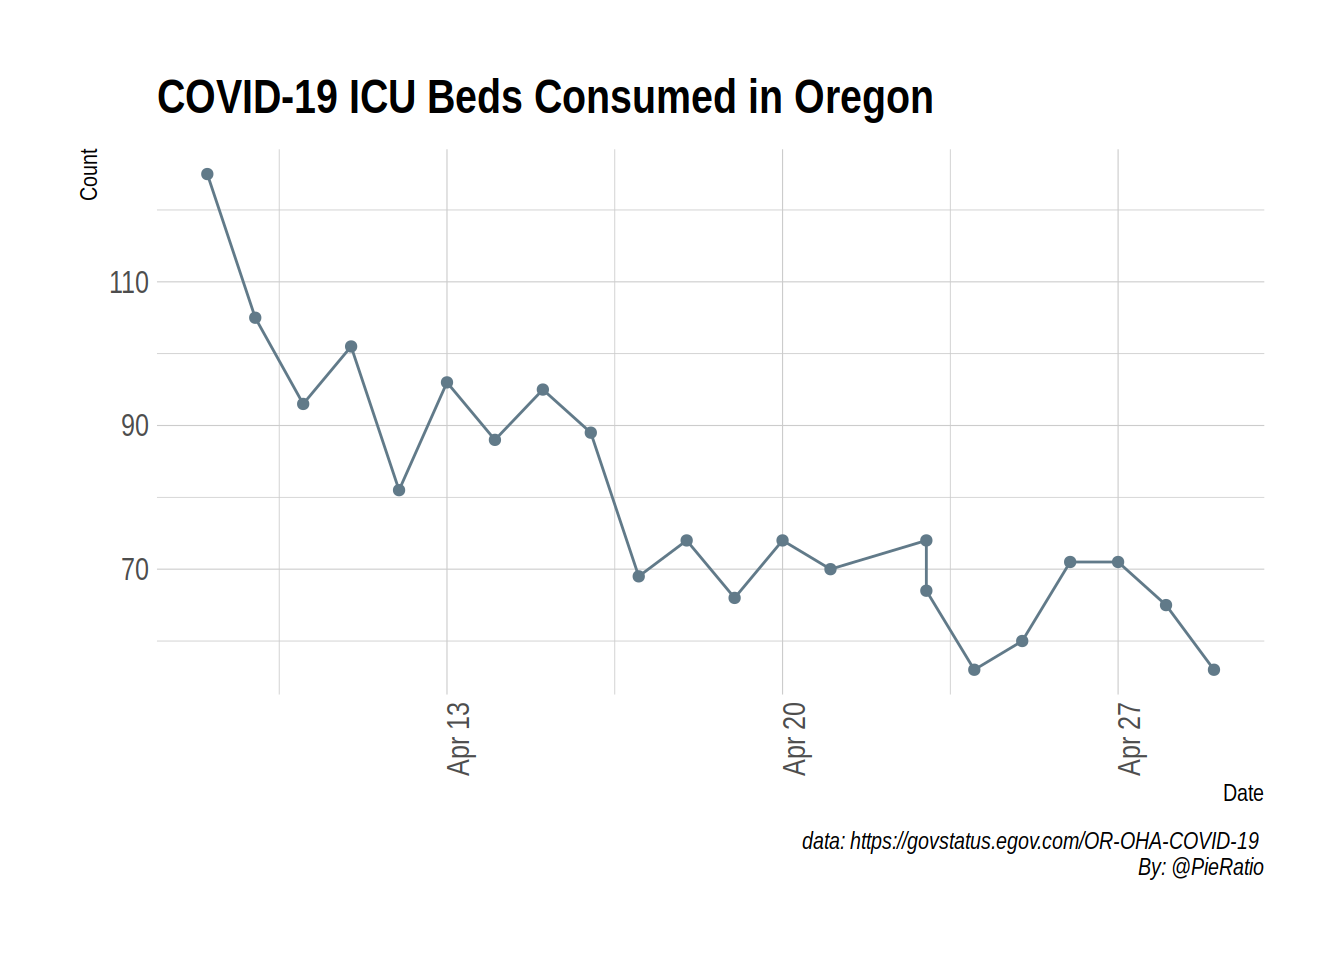 COVID-19 ICU Beds Consumed in Oregon
Count
110
90
70
Apr 13
Apr 20
Apr 27
Date
data: https://govstatus.egov.com/OR-OHA-COVID-19
By: @PieRatio